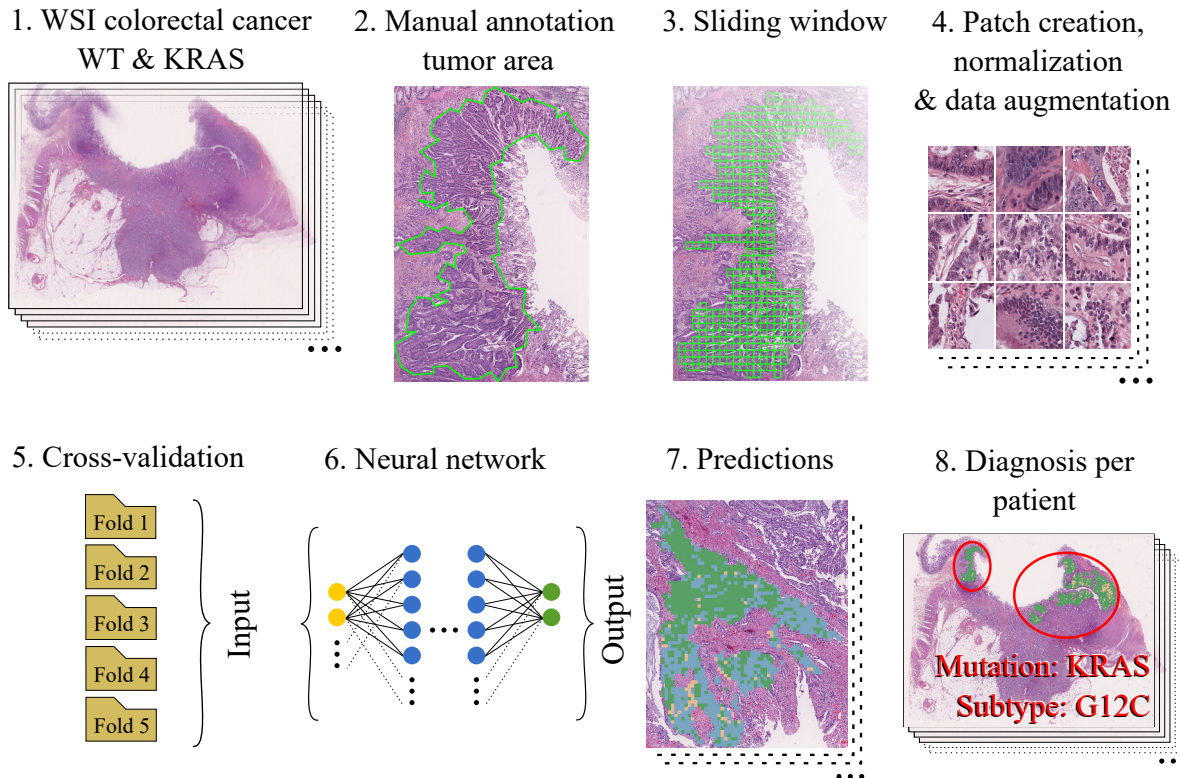 1. WSI colorectal cancer
WT & KRAS
2. Manual annotation
tumor area
3. Sliding window
4. Patch creation,
normalization
& data augmentation
5. Cross-validation
Fold 1
Fold 2
Fold 3
Fold 4
Fold 5
Input
6. Neural network
Output
7. Predictions
8. Diagnosis per
patient
Mutation: KRAS
Subtype: G12C